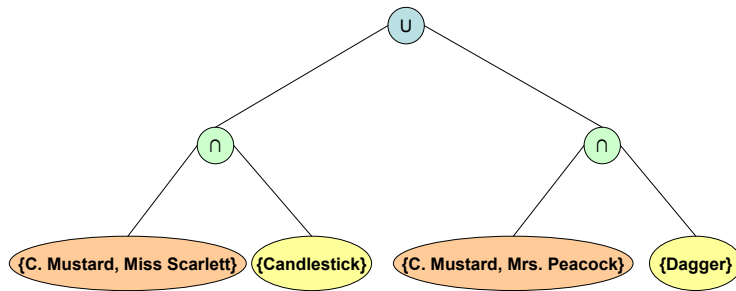 ∪
∩ ∩
{C. Mustard, Miss Scarlett} {Candlestick} {C. Mustard, Mrs. Peacock} {Dagger}